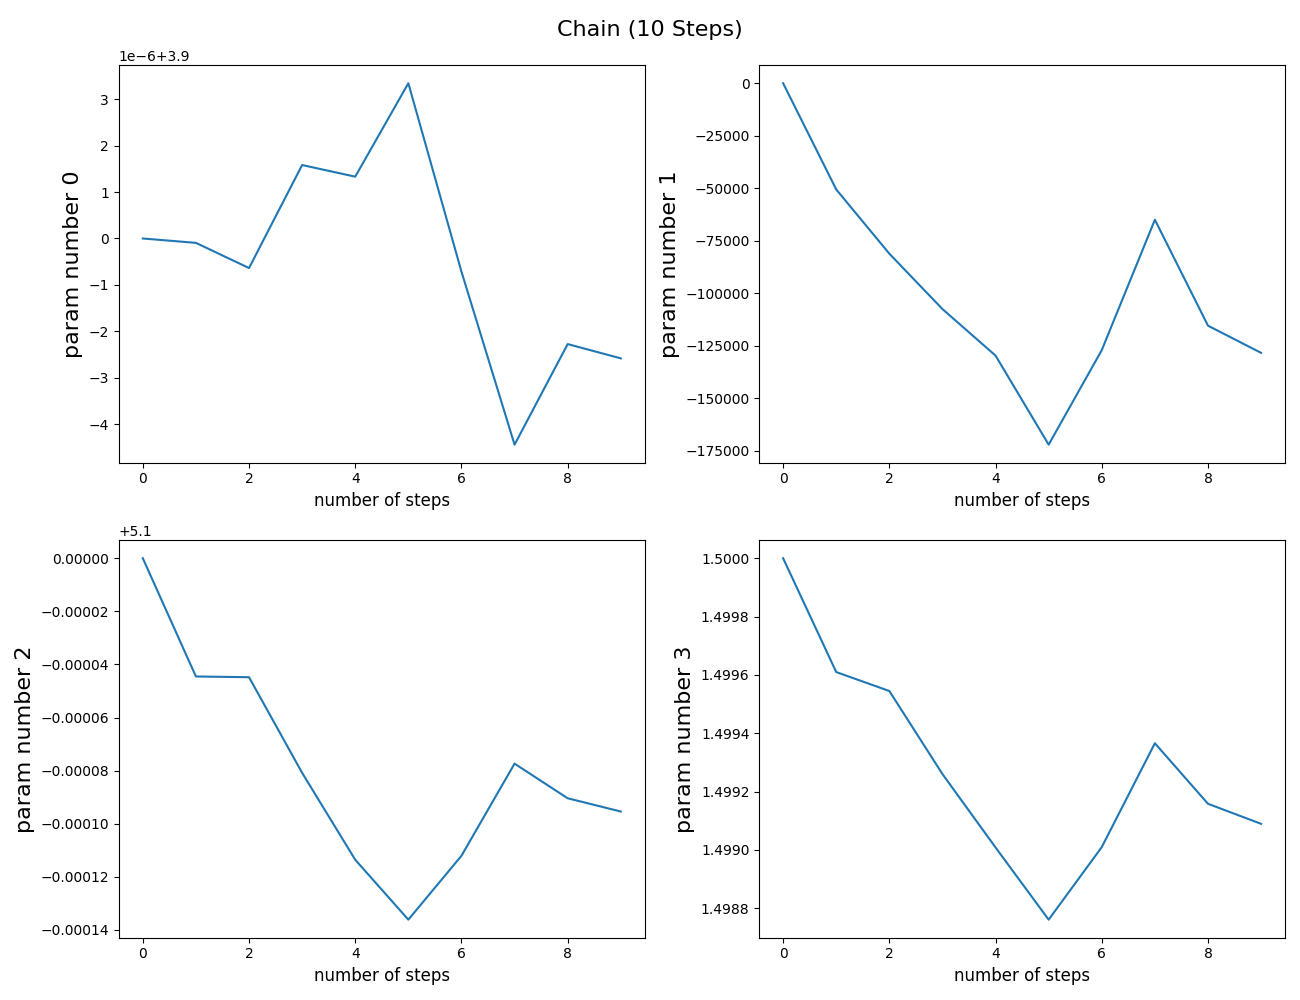 Chain (10 Steps)
1e−6+3.9
3
2
1
0
−1
−2
−3
−4
param number 0
0 2 4 6 8
number of steps
0
−25000
−50000
−75000
−100000
−125000
−150000
−175000
param number 1
0 2 4 6 8
number of steps
+5.1
0.00000
−0.00002
−0.00004
−0.00006
−0.00008
−0.00010
−0.00012
−0.00014
param number 2
0 2 4 6 8
number of steps
1.5000
1.4998
1.4996
1.4994
1.4992
1.4990
1.4988
param number 3
0 2 4 6 8
number of steps